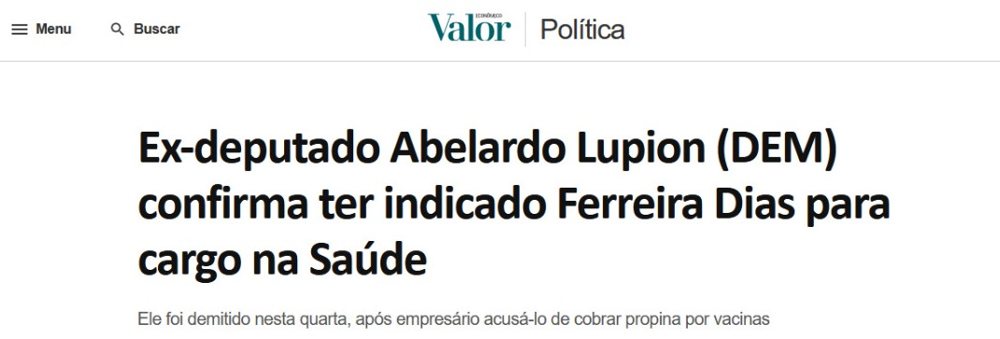 Menu
Buscar
Valor ECONÔMICO
Política
Ex-deputado Abelardo Lupion (DEM)
confirma ter indicado Ferreira Dias para
cargo na Saúde
Ele foi demitido nesta quarta, após empresário acusá-lo de cobrar propina por vacinas